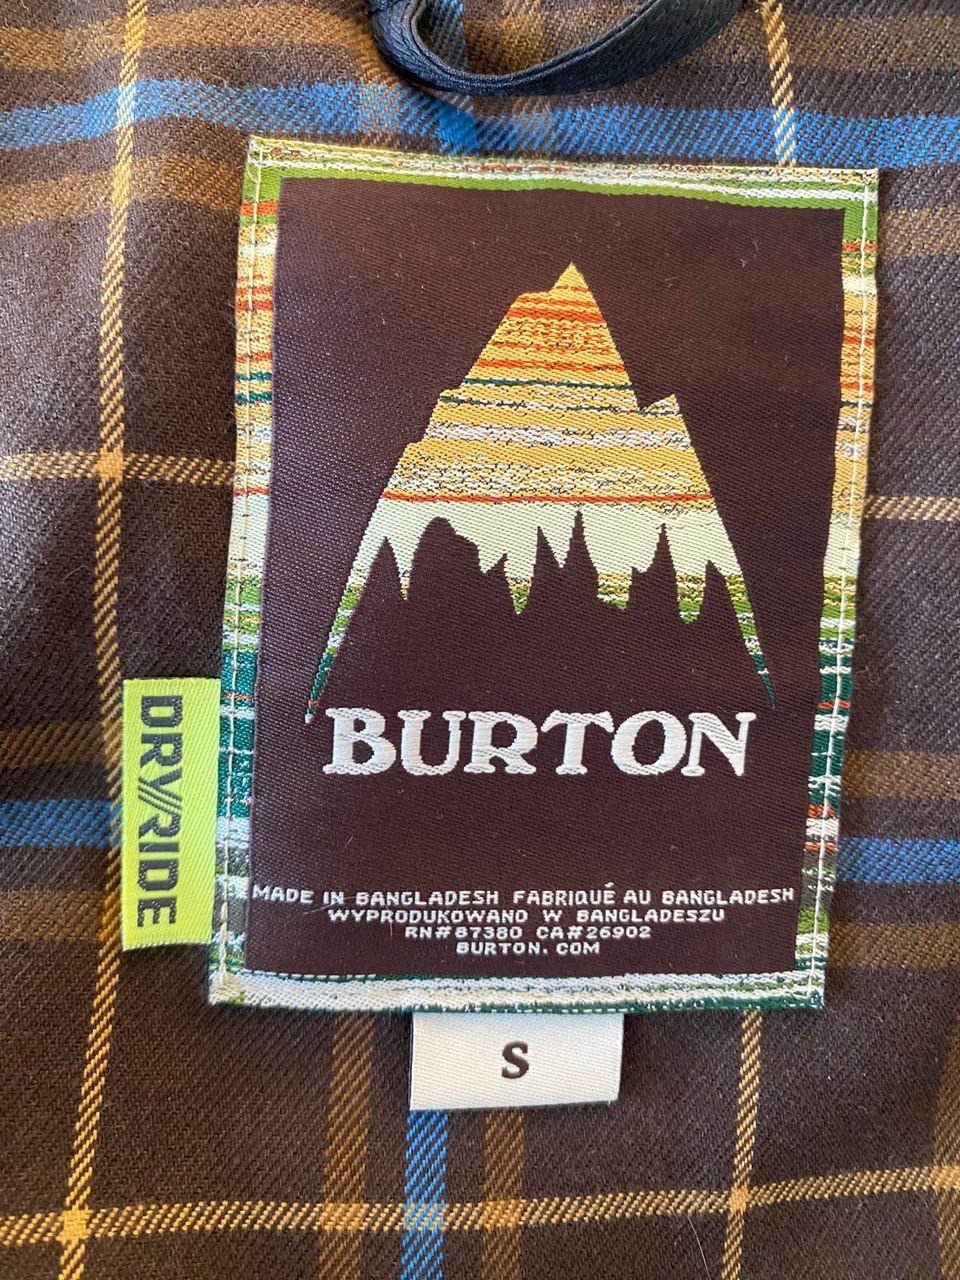 BURTON
DRY///RIDE
MADE IN BANGLADESH FABRIQUÉ AU BANGLADESH
WYPRODUKOWANO W BANGLADESZU
RN#87380 CA#26902
BURTON.COM
S